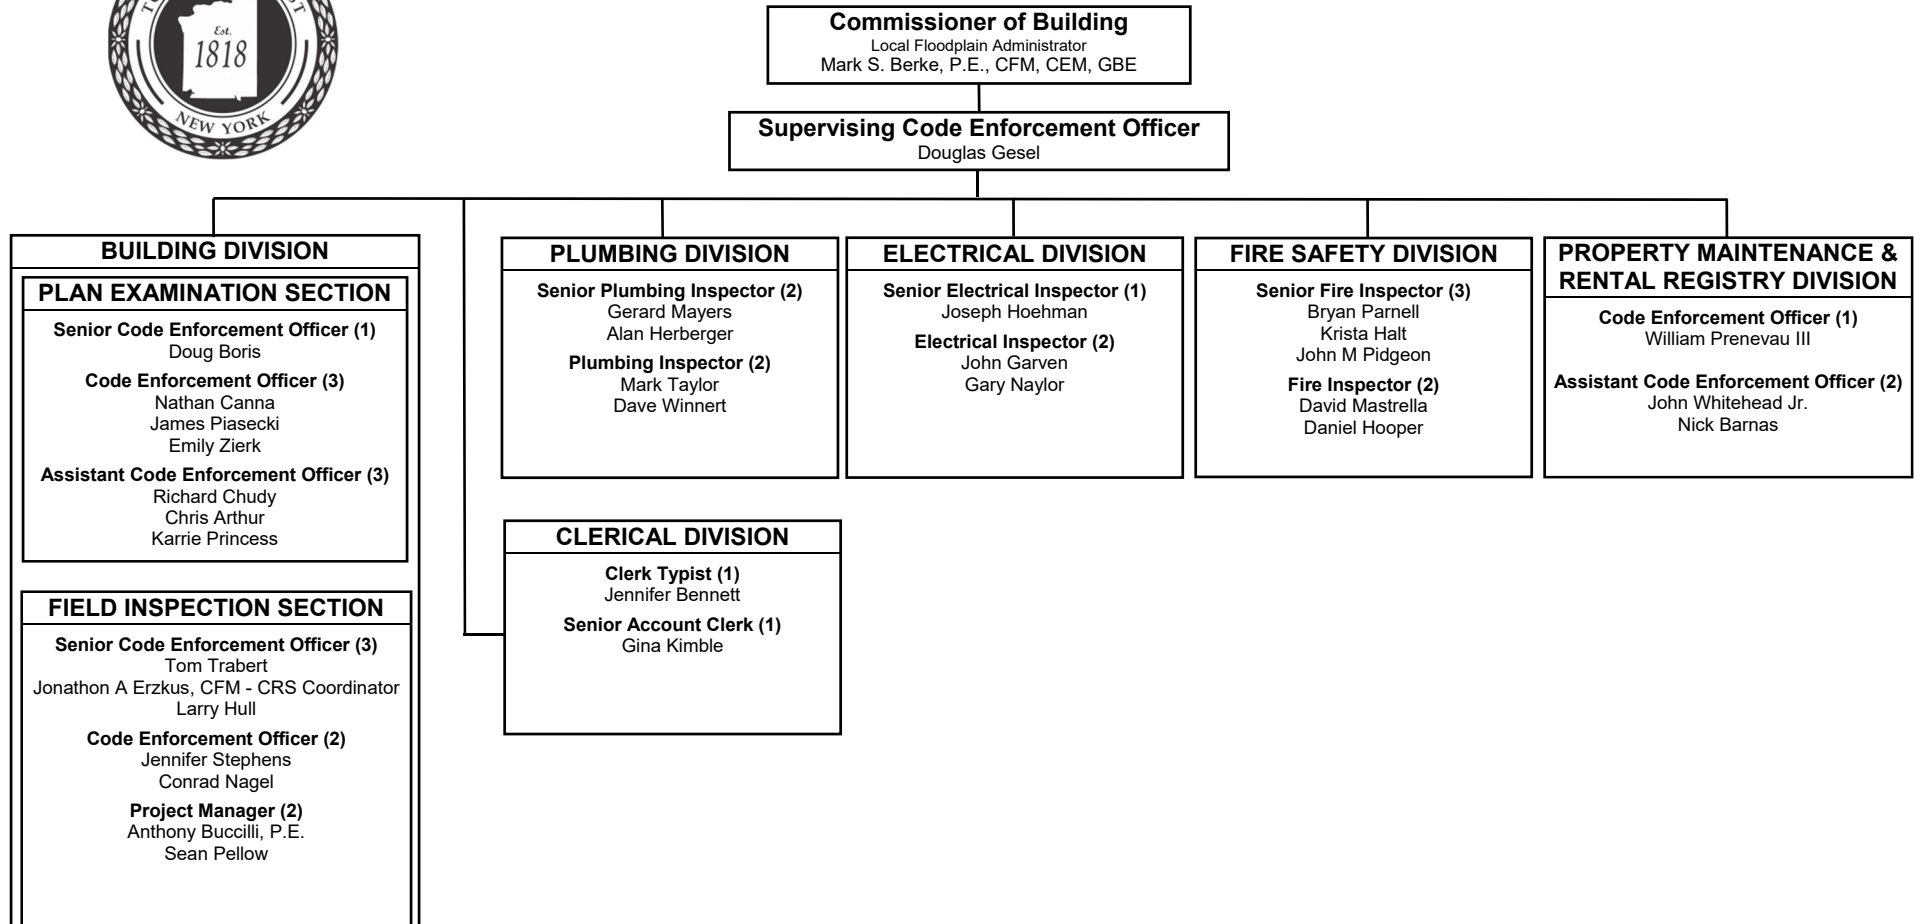 Est.
1818
NEW YORK
Commissioner of Building
Local Floodplain Administrator
Mark S. Berke, P.E., CFM, CEM, GBE
Supervising Code Enforcement Officer
Douglas Gesel
BUILDING DIVISION
PLAN EXAMINATION SECTION
Senior Code Enforcement Officer (1)
Doug Boris
Code Enforcement Officer (3)
Nathan Canna
James Piasecki
Emily Zierk
Assistant Code Enforcement Officer (3)
Richard Chudy
Chris Arthur
Karrie Princess
FIELD INSPECTION SECTION
Senior Code Enforcement Officer (3)
Tom Trabert
Jonathon A Erzkus, CFM - CRS Coordinator
Larry Hull
Code Enforcement Officer (2)
Jennifer Stephens
Conrad Nagel
Project Manager (2)
Anthony Buccilli, P.E.
Sean Pellow
PLUMBING DIVISION
Senior Plumbing Inspector (2)
Gerard Mayers
Alan Herberger
Plumbing Inspector (2)
Mark Taylor
Dave Winnert
CLERICAL DIVISION
Clerk Typist (1)
Jennifer Bennett
Senior Account Clerk (1)
Gina Kimble
ELECTRICAL DIVISION
Senior Electrical Inspector (1)
Joseph Hoehman
Electrical Inspector (2)
John Garven
Gary Naylor
FIRE SAFETY DIVISION
Senior Fire Inspector (3)
Bryan Parnell
Krista Halt
John M Pidgeon
Fire Inspector (2)
David Mastrella
Daniel Hooper
PROPERTY MAINTENANCE &
RENTAL REGISTRY DIVISION
Code Enforcement Officer (1)
William Prenevau III
Assistant Code Enforcement Officer (2)
John Whitehead Jr.
Nick Barnas